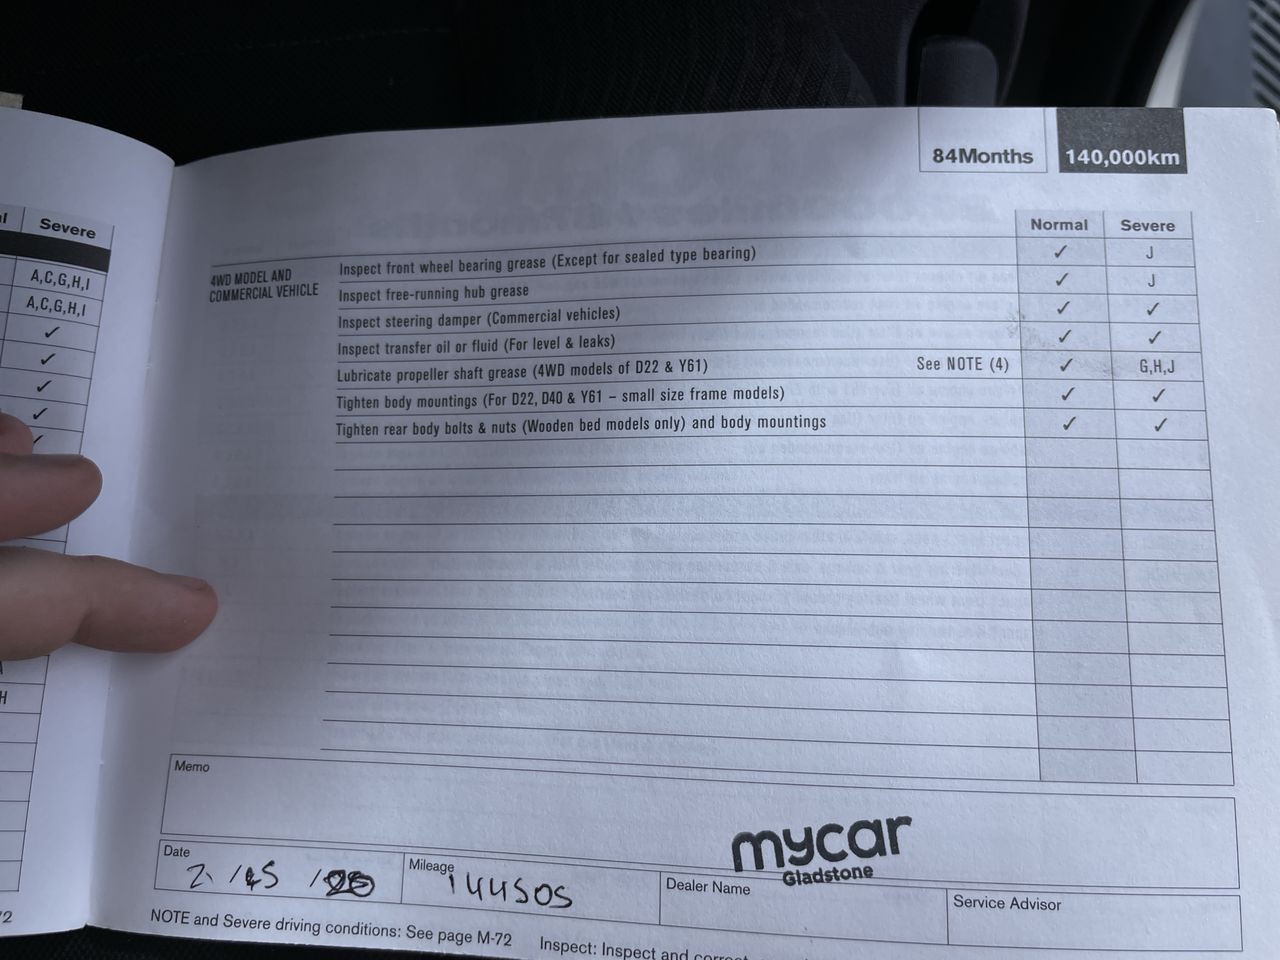 84Months 140,000km
Normal Severe
4WD MODEL AND
COMMERCIAL VEHICLE
Inspect front wheel bearing grease (Except for sealed type bearing) ✓ J
Inspect free-running hub grease ✓ J
Inspect steering damper (Commercial vehicles) ✓ ✓
Inspect transfer oil or fluid (For level & leaks) ✓ ✓
Lubricate propeller shaft grease (4WD models of D22 & Y61) See NOTE (4) ✓ G,H,J
Tighten body mountings (For D22, D40 & Y61 – small size frame models) ✓ ✓
Tighten rear body bolts & nuts (Wooden bed models only) and body mountings ✓ ✓
Memo
mycar
Gladstone
Date
Mileage 144505
Dealer Name
Service Advisor
NOTE and Severe driving conditions: See page M-72 Inspect: Inspect and
Severe
A,C,G,H,I
A,C,G,H,I
✓
✓
✓
✓
✓
H